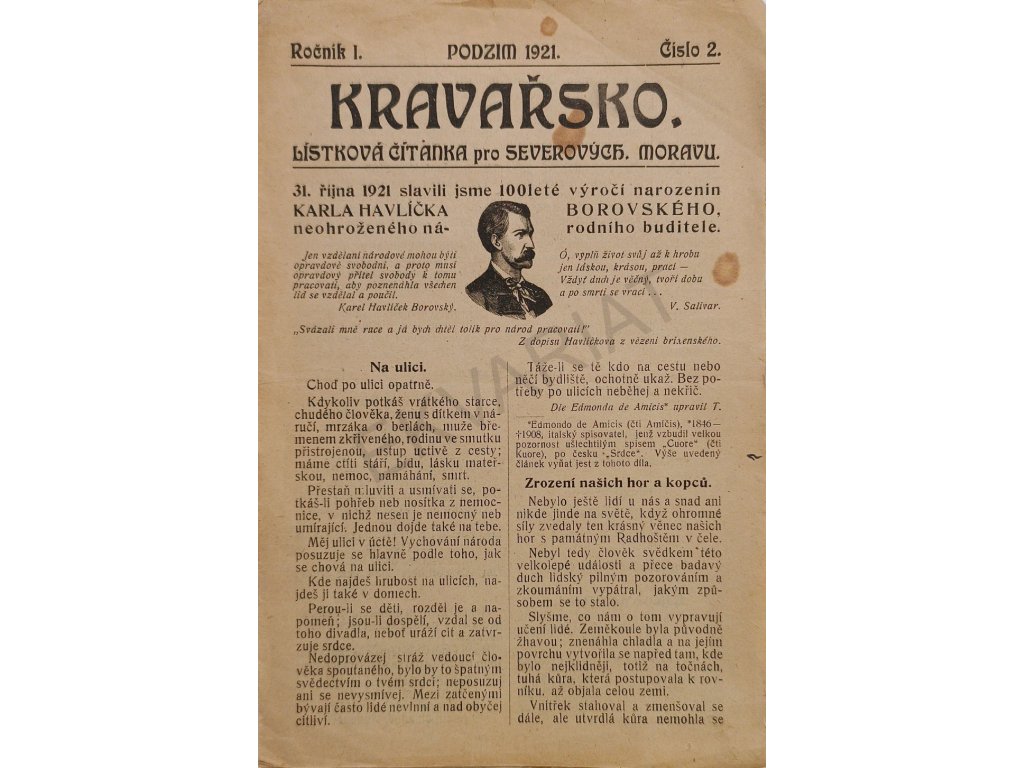 Ročník I. PODZIM 1921. Číslo 2.
KRAVAŘSKO.
LÍSTKOVÁ ČÍTANKA pro SEVEROVÝCH. MORAVU.
31. října 1921 slavili jsme 100leté výročí narozenin
KARLA HAVLÍČKA BOROVSKÉHO,
neohroženého ná- rodního buditele.
Jen vzdělaní národové mohou býti
opravdově svobodni, a proto musí
opravdový přítel svobody k tomu
pracovati, aby poznenáhla všechen
lid se vzdělal a poučil.
Karel Havlíček Borovský.
Ó, vyplň život svůj až k hrobu
jen láskou, krásou, prací —
Vždyť duch je věčný, tvoří dobu
a po smrti se vrací . . .
V. Salivar.
„Svázali mně ruce a já bych chtěl tolik pro národ pracovati!"
Z dopisu Havlíčkova z vězení brixenského.
Na ulici.
Choď po ulici opatrně.
Kdykoliv potkáš vrátkého starce,
chudého člověka, ženu s dítkem v ná-
ručí, mrzáka o berlách, muže bře-
menem zkřiveného, rodinu ve smutku
přistrojenou, ustup uctivě z cesty;
máme ctíti stáří, bídu, lásku mateř-
skou, nemoc, namáhání, smrt.
Přestaň mluviti a usmívati se, po-
tkáš-li pohřeb neb nosítka z nemoc-
nice, v nichž nesen je nemocný neb
umírající. Jednou dojde také na tebe.
Měj ulici v úctě! Vychování národa
posuzuje se hlavně podle toho, jak
se chová na ulici.
Kde najdeš hrubost na ulicích, na-
jdeš ji také v domech.
Perou-li se děti, rozděl je a na-
pomeň; jsou-li dospělí, vzdal se od
toho divadla, neboť uráží cit a zatvr-
zuje srdce.
Nedoprovázej stráž vedoucí člo-
věka spoutaného, bylo by to špatným
svědectvím o tvém srdci; neposuzuj
ani se nevysmívej. Mezi zatčenými
bývají často lidé nevinní a nad obyčej
citliví.
Táže-li se tě kdo na cestu nebo
něčí bydliště, ochotně ukaž. Bez po-
třeby po ulicích neběhej a nekřič.
Dle Edmonda de Amicis* upravil T.
*Edmondo de Amicis (čti Amičis), *1846—
†1908, italský spisovatel, jenž vzbudil velkou
pozornost ušlechtilým spisem „Cuore" (čti
Kuore), po česku „Srdce". Výše uvedený
článek vyňat jest z tohoto díla.
Zrození našich hor a kopců.
Nebylo ještě lidí u nás a snad ani
nikde jinde na světě, když ohromné
síly zvedaly ten krásný věnec našich
hor s památným Radhoštěm v čele.
Nebyl tedy člověk svědkem této
velkolepé události a přece badavý
duch lidský pilným pozorováním a
zkoumáním vypátral, jakým způ-
sobem se to stalo.
Slyšme, co nám o tom vypravují
učení lidé. Zeměkoule byla původně
žhavou; znenáhla chladla a na jejím
povrchu vytvořila se napřed tam, kde
bylo nejklidněji, totiž na točnách,
tuhá kůra, která postupovala k rov-
níku, až objala celou zemi.
Vnitřek stahoval a zmenšoval se
dále, ale utvrdlá kůra nemohla se